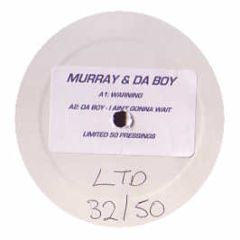 MURRAY & DA BOY
A1: WARNING
A2: DA BOY - I AIN'T GONNA WAIT
LIMITED 50 PRESSINGS
LTD
32/50